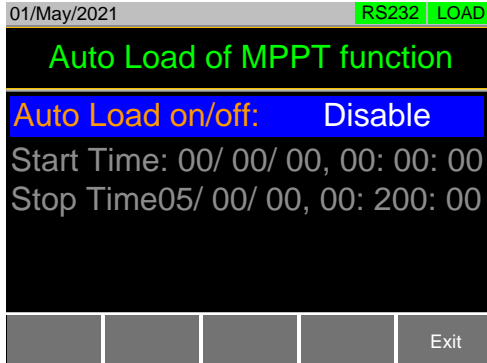 01/May/2021 RS232 LOAD
Auto Load of MPPT function
Auto Load on/off: Disable
Start Time: 00/ 00/ 00, 00: 00: 00
Stop Time05/ 00/ 00, 00: 200: 00
Exit